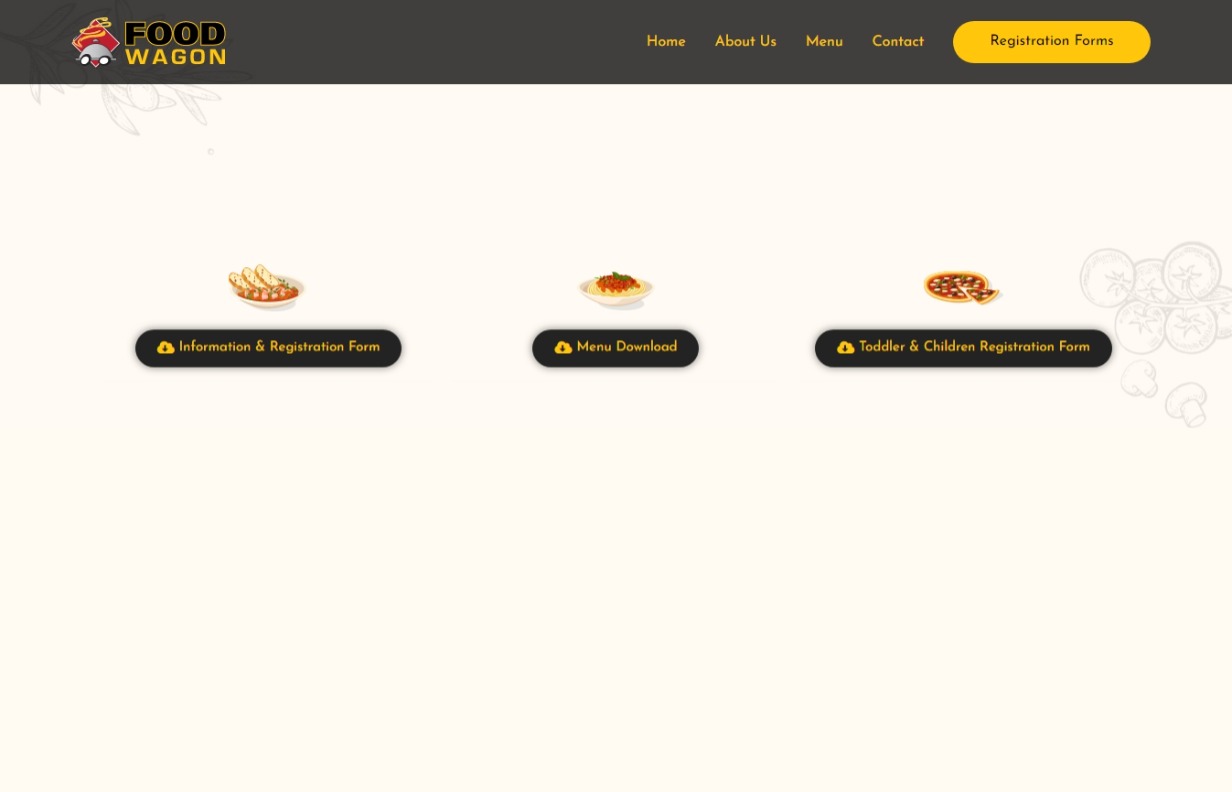 FOOD
WAGON
Home
About Us
Menu
Contact
Registration Forms
Information & Registration Form
Menu Download
Toddler & Children Registration Form